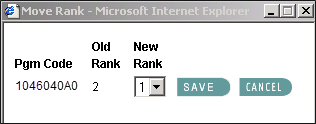 Move Rank - Microsoft Internet Explorer
Old New
Pgm Code Rank Rank
1046040A0 2 1 SAVE CANCEL